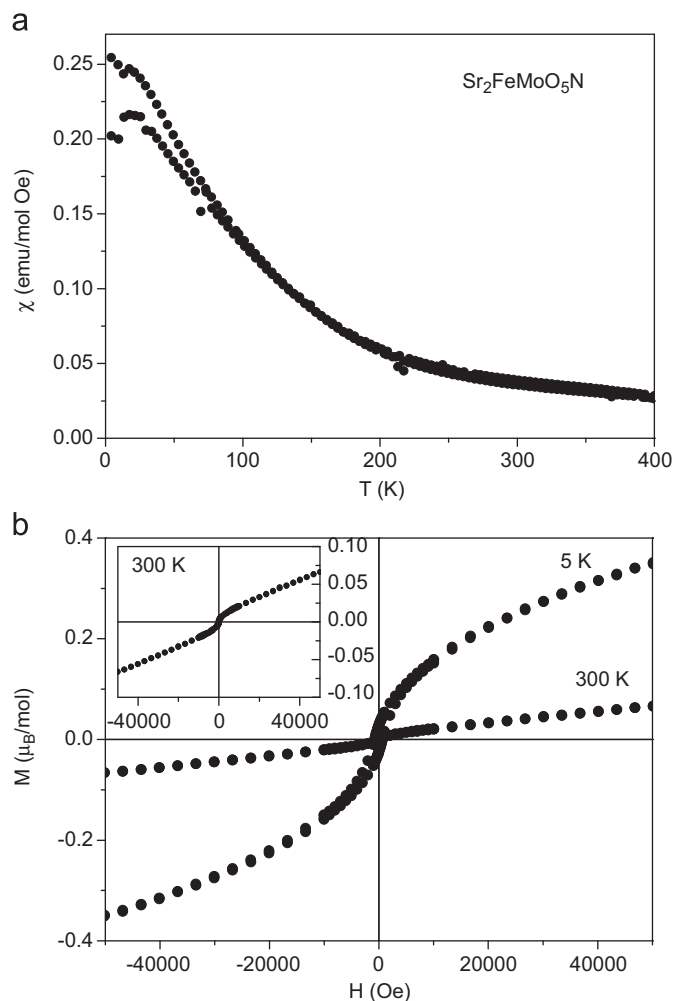 a
0.25
Sr₂FeMoO₅N
0.20
0.15
χ (emu/mol Oe)
0.10
0.05
0.00
0 100 200 300 400
T (K)
b
0.4
300 K
0.10
0.05
0.00
-0.05
-0.10
-40000 0 40000
5 K
0.2
300 K
M (μB/mol)
0.0
-0.2
-0.4
-40000 -20000 0 20000 40000
H (Oe)